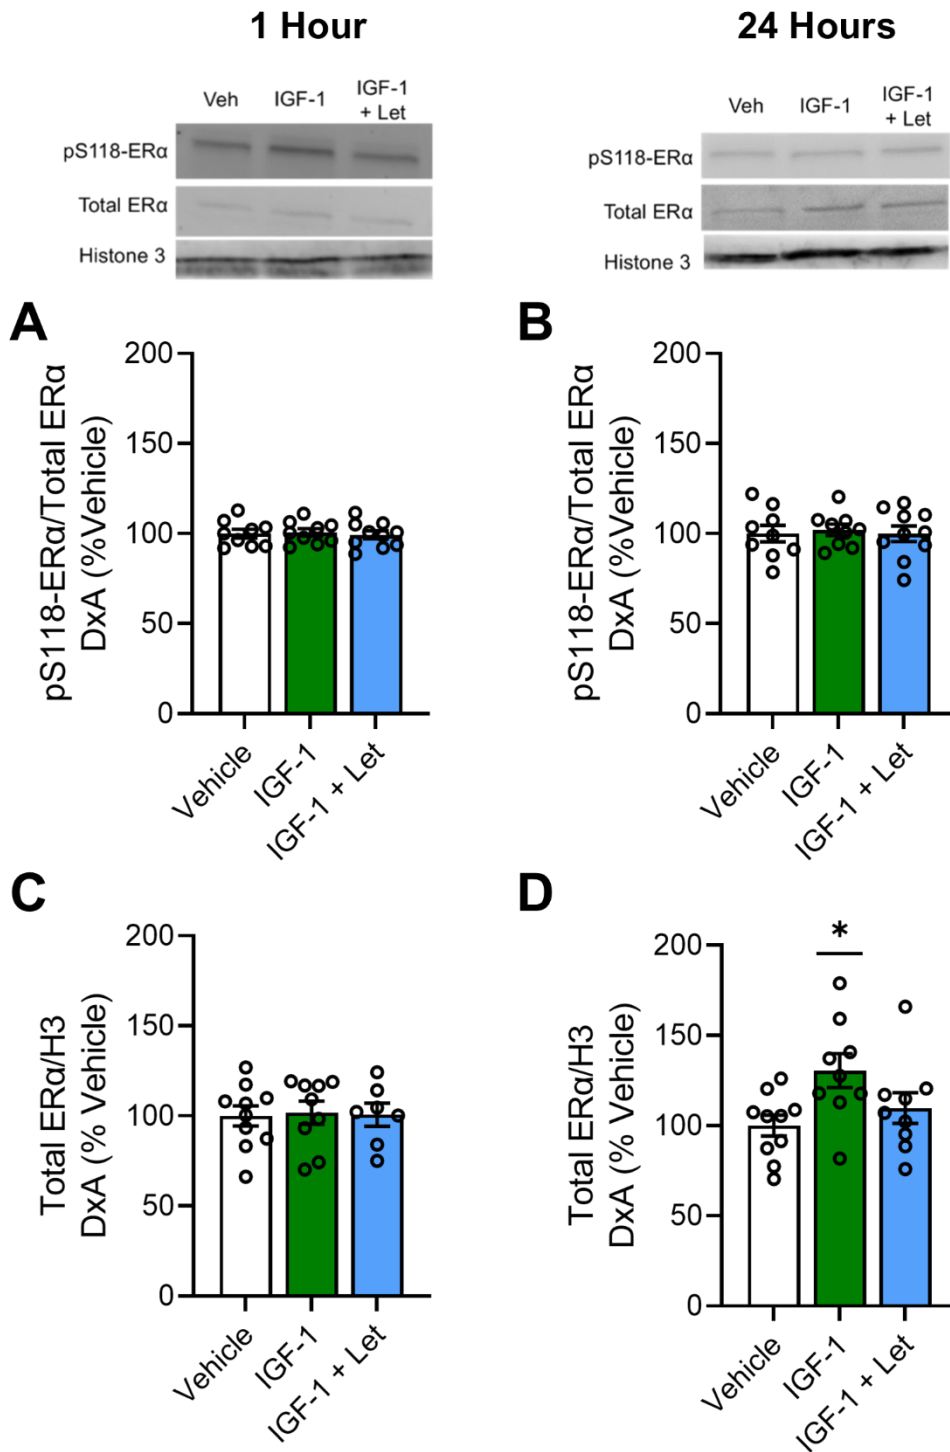 1 Hour
24 Hours
Veh IGF-1 IGF-1 + Let
pS118-ERα
Total ERα
Histone 3
Veh IGF-1 IGF-1 + Let
pS118-ERα
Total ERα
Histone 3
A
pS118-ERα/Total ERα
DxA (%Vehicle)
200
150
100
50
0
Vehicle
IGF-1
IGF-1 + Let
B
pS118-ERα/Total ERα
DxA (%Vehicle)
200
150
100
50
0
Vehicle
IGF-1
IGF-1 + Let
C
Total ERα/H3
DxA (% Vehicle)
200
150
100
50
0
Vehicle
IGF-1
IGF-1 + Let
D
Total ERα/H3
DxA (% Vehicle)
200
150
100
50
0
*
Vehicle
IGF-1
IGF-1 + Let